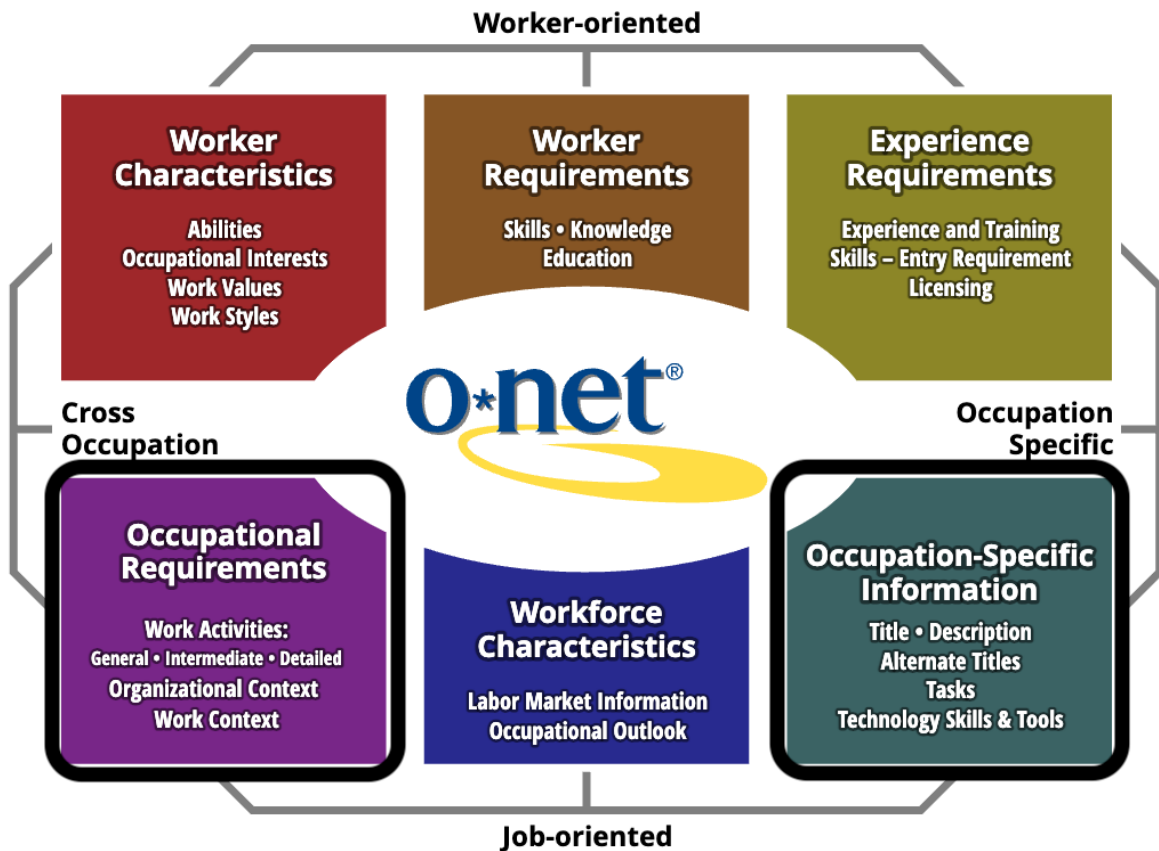 Worker-oriented
Worker
Characteristics
Abilities
Occupational Interests
Work Values
Work Styles
Worker
Requirements
Skills • Knowledge
Education
Experience
Requirements
Experience and Training
Skills – Entry Requirement
Licensing
Cross
Occupation
o*net®
Occupation
Specific
Occupational
Requirements
Work Activities:
General • Intermediate • Detailed
Organizational Context
Work Context
Workforce
Characteristics
Labor Market Information
Occupational Outlook
Occupation-Specific
Information
Title • Description
Alternate Titles
Tasks
Technology Skills & Tools
Job-oriented